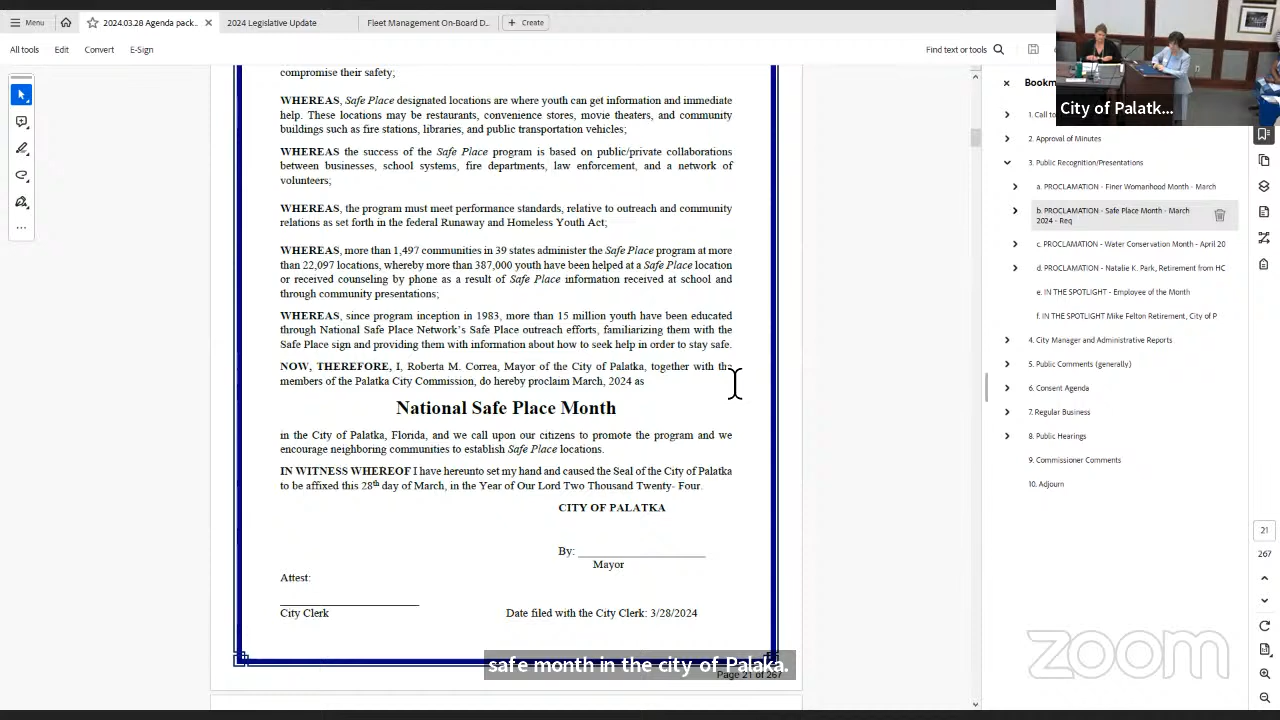 Menu
2024.03.28 Agenda pack...
2024 Legislative Update
Fleet Management On-Board D...
Create
All tools
Edit
Convert
E-Sign
Find text or tools
compromise their safety;
WHEREAS, Safe Place designated locations are where youth can get information and immediate
help. These locations may be restaurants, convenience stores, movie theaters, and community
buildings such as fire stations, libraries, and public transportation vehicles;
WHEREAS the success of the Safe Place program is based on public/private collaborations
between businesses, school systems, fire departments, law enforcement, and a network of
volunteers;
WHEREAS, the program must meet performance standards, relative to outreach and community
relations as set forth in the federal Runaway and Homeless Youth Act;
WHEREAS, more than 1,497 communities in 39 states administer the Safe Place program at more
than 22,097 locations, whereby more than 387,000 youth have been helped at a Safe Place location
or received counseling by phone as a result of Safe Place information received at school and
through community presentations;
WHEREAS, since program inception in 1983, more than 15 million youth have been educated
through National Safe Place Network's Safe Place outreach efforts, familiarizing them with the
Safe Place sign and providing them with information about how to seek help in order to stay safe.
NOW, THEREFORE, I, Roberta M. Correa, Mayor of the City of Palatka, together with the
members of the Palatka City Commission, do hereby proclaim March, 2024 as
National Safe Place Month
in the City of Palatka, Florida, and we call upon our citizens to promote the program and we
encourage neighboring communities to establish Safe Place locations.
IN WITNESS WHEREOF I have hereunto set my hand and caused the Seal of the City of Palatka
to be affixed this 28th day of March, in the Year of Our Lord Two Thousand Twenty- Four.
CITY OF PALATKA
By:
Mayor
Attest:
City Clerk
Date filed with the City Clerk: 3/28/2024
Page 21 of 267
safe month in the city of Palaka.
City of Palatk...
Bookm
1. Call to
2. Approval of Minutes
3. Public Recognition/Presentations
a. PROCLAMATION - Finer Womanhood Month - March
b. PROCLAMATION - Safe Place Month - March
2024 - Req
c. PROCLAMATION - Water Conservation Month - April 20
d. PROCLAMATION - Natalie K. Park, Retirement from HC
e. IN THE SPOTLIGHT - Employee of the Month
f. IN THE SPOTLIGHT Mike Felton Retirement, City of P
4. City Manager and Administrative Reports
5. Public Comments (generally)
6. Consent Agenda
7. Regular Business
8. Public Hearings
9. Commissioner Comments
10. Adjourn
21
267
zoom